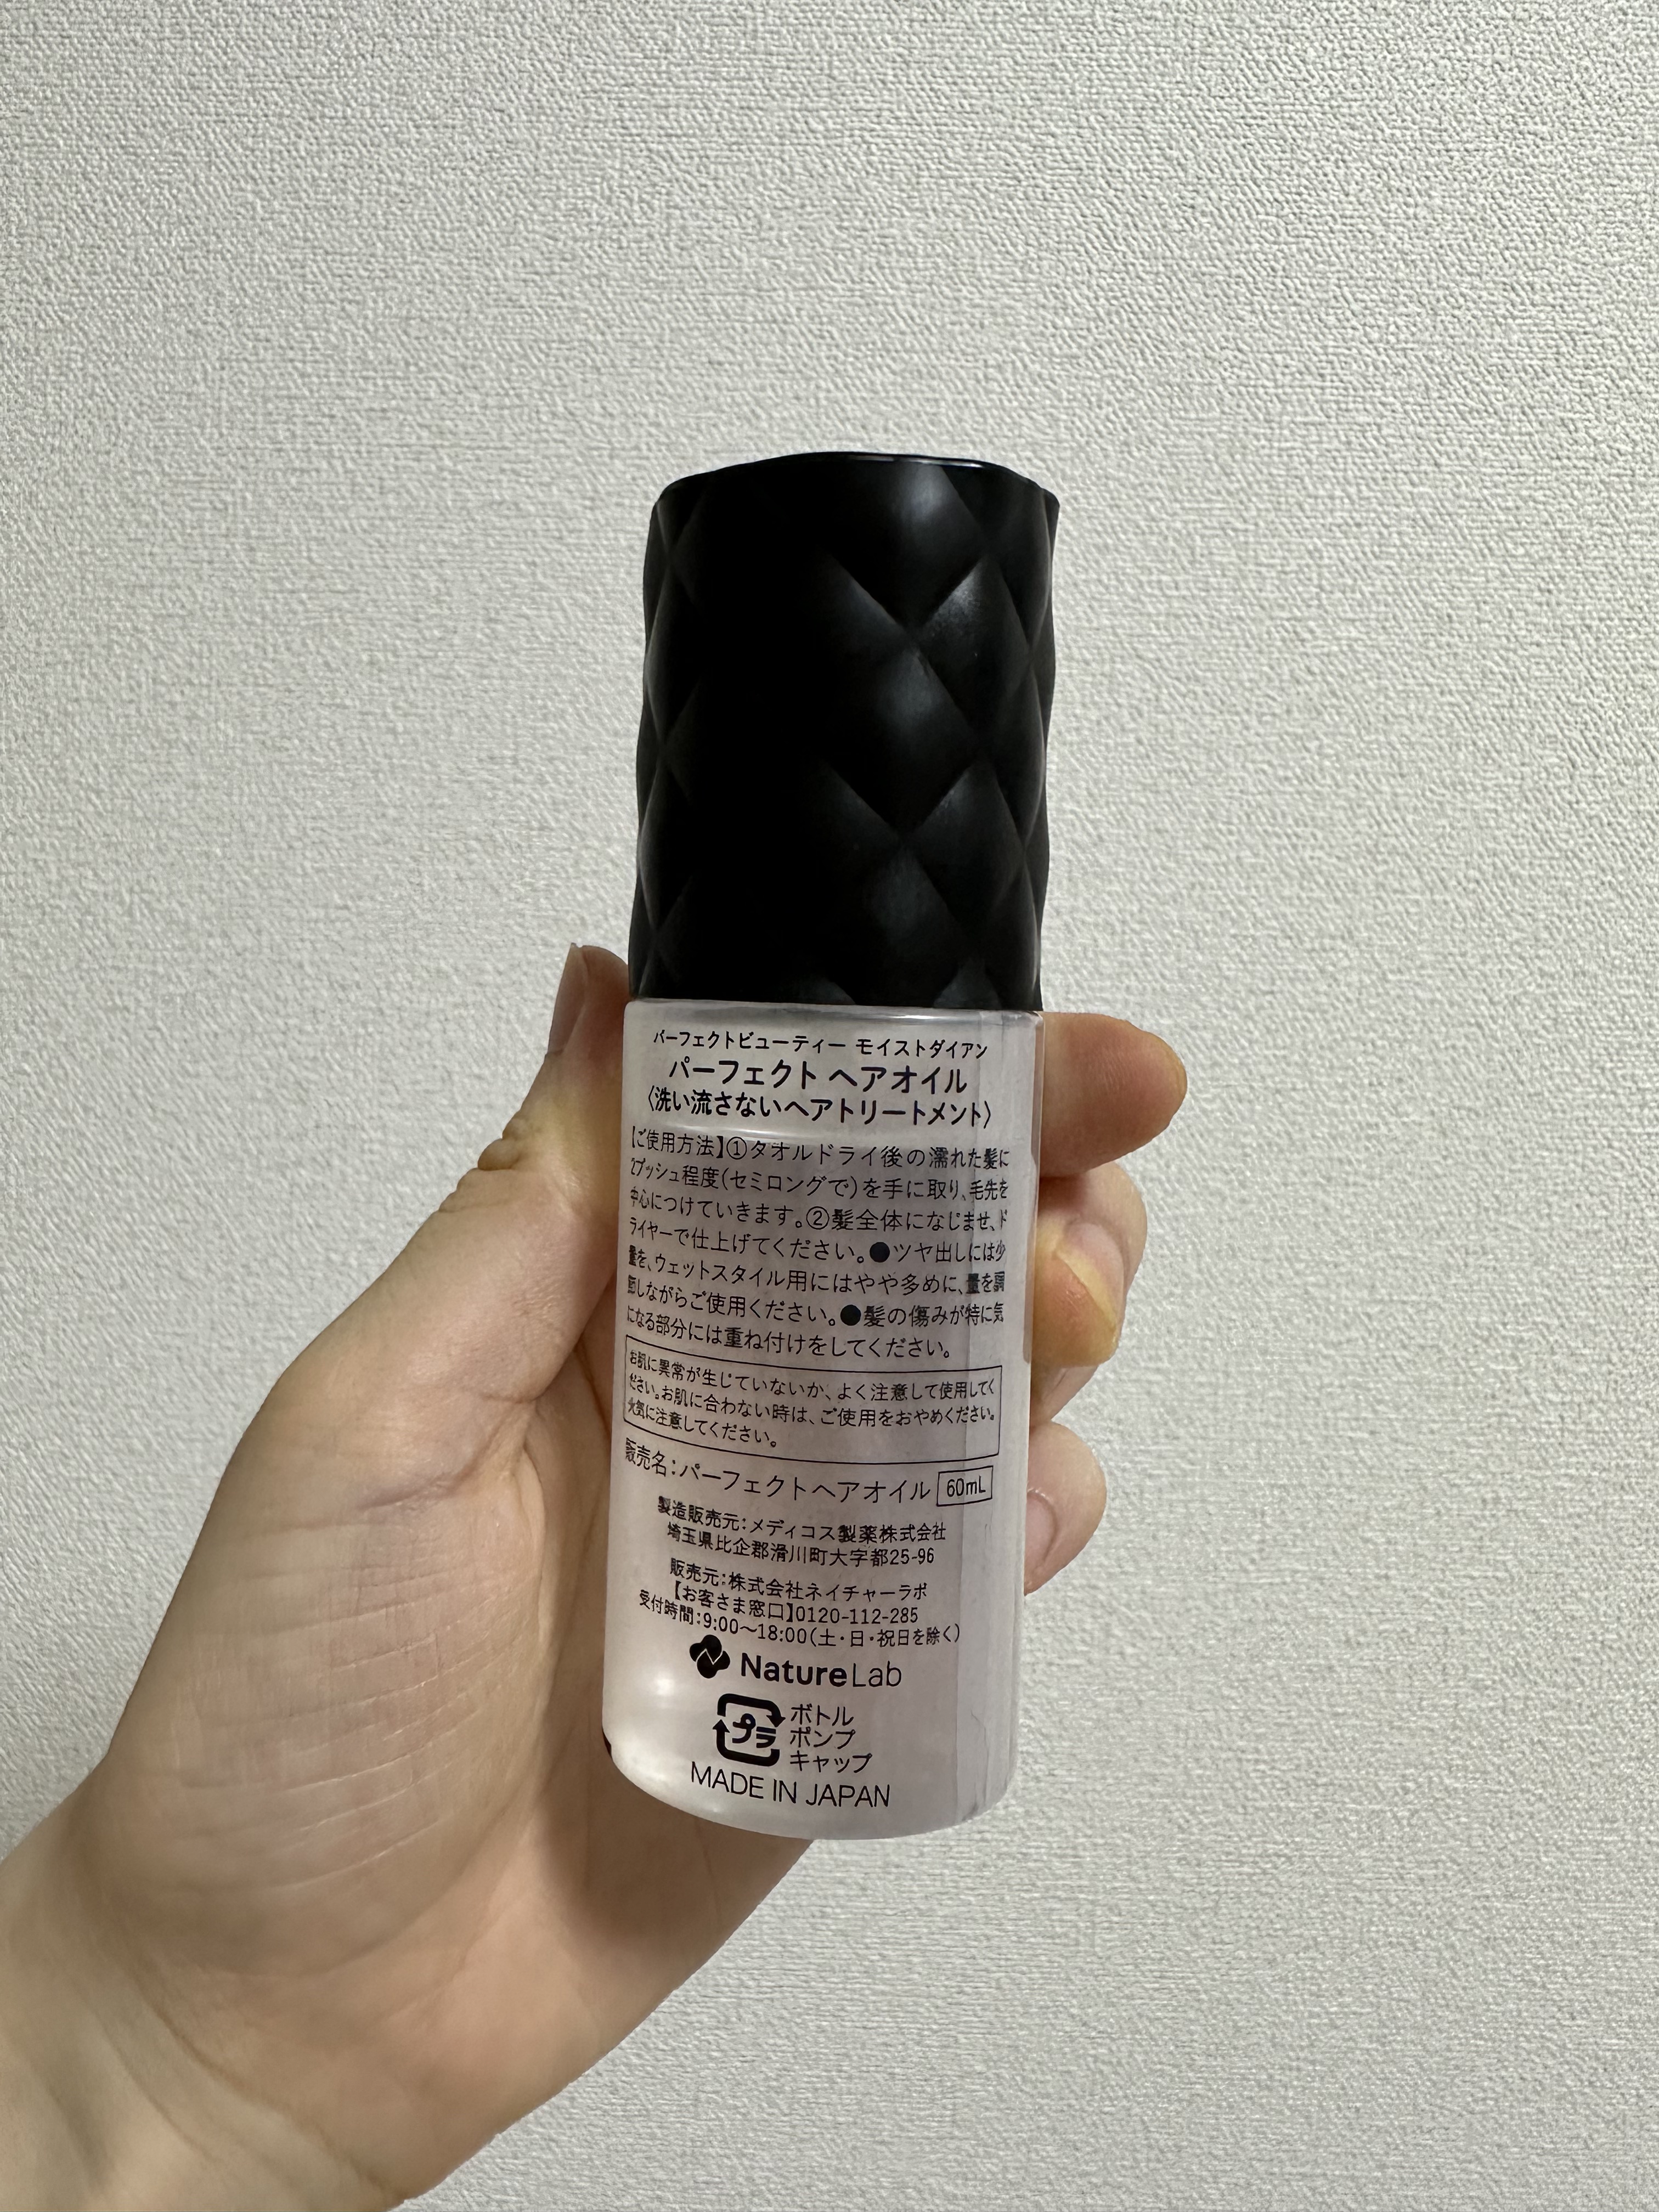 パーフェクトビューティー モイストダイアン
パーフェクト ヘアオイル
〈洗い流さないヘアトリートメント〉
【ご使用方法】①タオルドライ後の濡れた髪に
2プッシュ程度(セミロングで)を手に取り、毛先を
中心につけていきます。②髪全体になじませ、ド
ライヤーで仕上げてください。●ツヤ出しには少
量を、ウェットスタイル用にはやや多めに、量を調
節しながらご使用ください。●髪の傷みが特に気
になる部分には重ね付けをしてください。
お肌に異常が生じていないか、よく注意して使用してく
ださい。お肌に合わない時は、ご使用をおやめください。
火気に注意してください。
販売名:パーフェクトヘアオイル 60mL
製造販売元:メディコス製薬株式会社
埼玉県比企郡滑川町大字都25-96
販売元:株式会社ネイチャーラボ
【お客さま窓口】0120-112-285
受付時間:9:00〜18:00(土・日・祝日を除く)
NatureLab
プラ ボトル
ポンプ
キャップ
MADE IN JAPAN